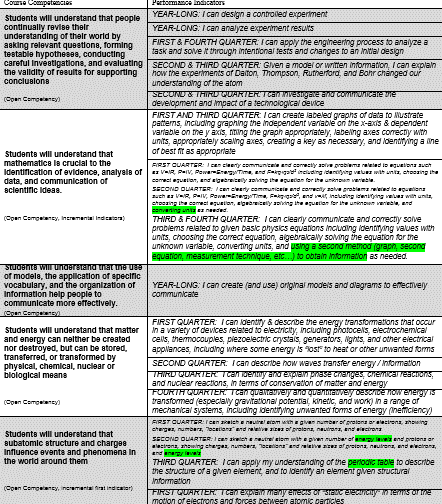 Course Competencies
Performance Indicators
Students will understand that people
continually revise their
understanding of their world by
asking relevant questions, forming
testable hypotheses, conducting
careful investigations, and evaluating
the validity of results for supporting
conclusions
(Open Competency)
YEAR-LONG: I can design a controlled experiment
YEAR-LONG: I can analyze experiment results
FIRST & FOURTH QUARTER: I can apply the engineering process to analyze a
task and solve it through intentional tests and changes to an initial design
SECOND & THIRD QUARTER: Given a model or written information, I can explain
how the experiments of Dalton, Thompson, Rutherford, and Bohr changed our
understanding of the atom
SECOND & THIRD QUARTER: I can investigate and communicate the
development and impact of a technological device
Students will understand that
mathematics is crucial to the
identification of evidence, analysis of
data, and communication of
scientific ideas.
(Open Competency, Incremental Indicators)
FIRST AND THIRD QUARTER: I can create labeled graphs of data to illustrate
patterns, including graphing the independent variable on the x-axis & dependent
variable on the y axis, titling the graph appropriately, labeling axes correctly with
units, appropriately scaling axes, creating a key as necessary, and identifying a line
of best fit as appropriate
FIRST QUARTER: I can clearly communicate and correctly solve problems related to equations such
as V=I/R, P=IV, Power=Energy/Time, and F=kq1q2/d² including identifying values with units, choosing the
correct equation, and algebraically solving the equation for the unknown variable.
SECOND QUARTER: I can clearly communicate and correctly solve problems related to equations
such as V=I/R, P=IV, Power=Energy/Time, F=kq1q2/d², and v=λf, including identifying values with units,
choosing the correct equation, algebraically solving the equation for the unknown variable, and
converting units as needed.
THIRD & FOURTH QUARTER: I can clearly communicate and correctly solve
problems related to given basic physics equations including identifying values with
units, choosing the correct equation, algebraically solving the equation for the
unknown variable, converting units, and using a second method (graph, second
equation, measurement technique, etc…) to obtain information as needed.
Students will understand that the use
of models, the application of specific
vocabulary, and the organization of
information help people to
communicate more effectively.
(Open Competency)
YEAR-LONG: I can create (and use) original models and diagrams to effectively
communicate
Students will understand that matter
and energy can neither be created
nor destroyed, but can be stored,
transferred, or transformed by
physical, chemical, nuclear or
biological means
(Open Competency)
FIRST QUARTER: I can identify & describe the energy transformations that occur
in a variety of devices related to electricity, including photocells, electrochemical
cells, thermocouples, piezoelectric crystals, generators, lights, and other electrical
appliances, including where some energy is "lost" to heat or other unwanted forms
SECOND QUARTER: I can describe how waves transfer energy / information
THIRD QUARTER: I can identify and explain phase changes, chemical reactions,
and nuclear reactions, in terms of conservation of matter and energy
FOURTH QUARTER: I can qualitatively and quantitatively describe how energy is
transformed (especially gravitational potential, kinetic, and work) in a range of
mechanical systems, including identifying unwanted forms of energy (inefficiency)
Students will understand that
subatomic structure and charges
influence events and phenomena in
the world around them
(Open Competency, incremental first indicator)
FIRST QUARTER: I can sketch a neutral atom with a given number of protons or electrons, showing
charges, numbers, "locations" and relative sizes of protons, neutrons, and electrons
SECOND QUARTER: I can sketch a neutral atom with a given number of energy levels and protons or
electrons, showing charges, numbers, "locations" and relative sizes of protons, neutrons, and electrons,
and energy levels
THIRD QUARTER: I can apply my understanding of the periodic table to describe
the structure of a given element, and to identify an element given structural
information
FIRST QUARTER: I can explain many effects of "static electricity" in terms of the
motion of electrons and forces between atomic particles